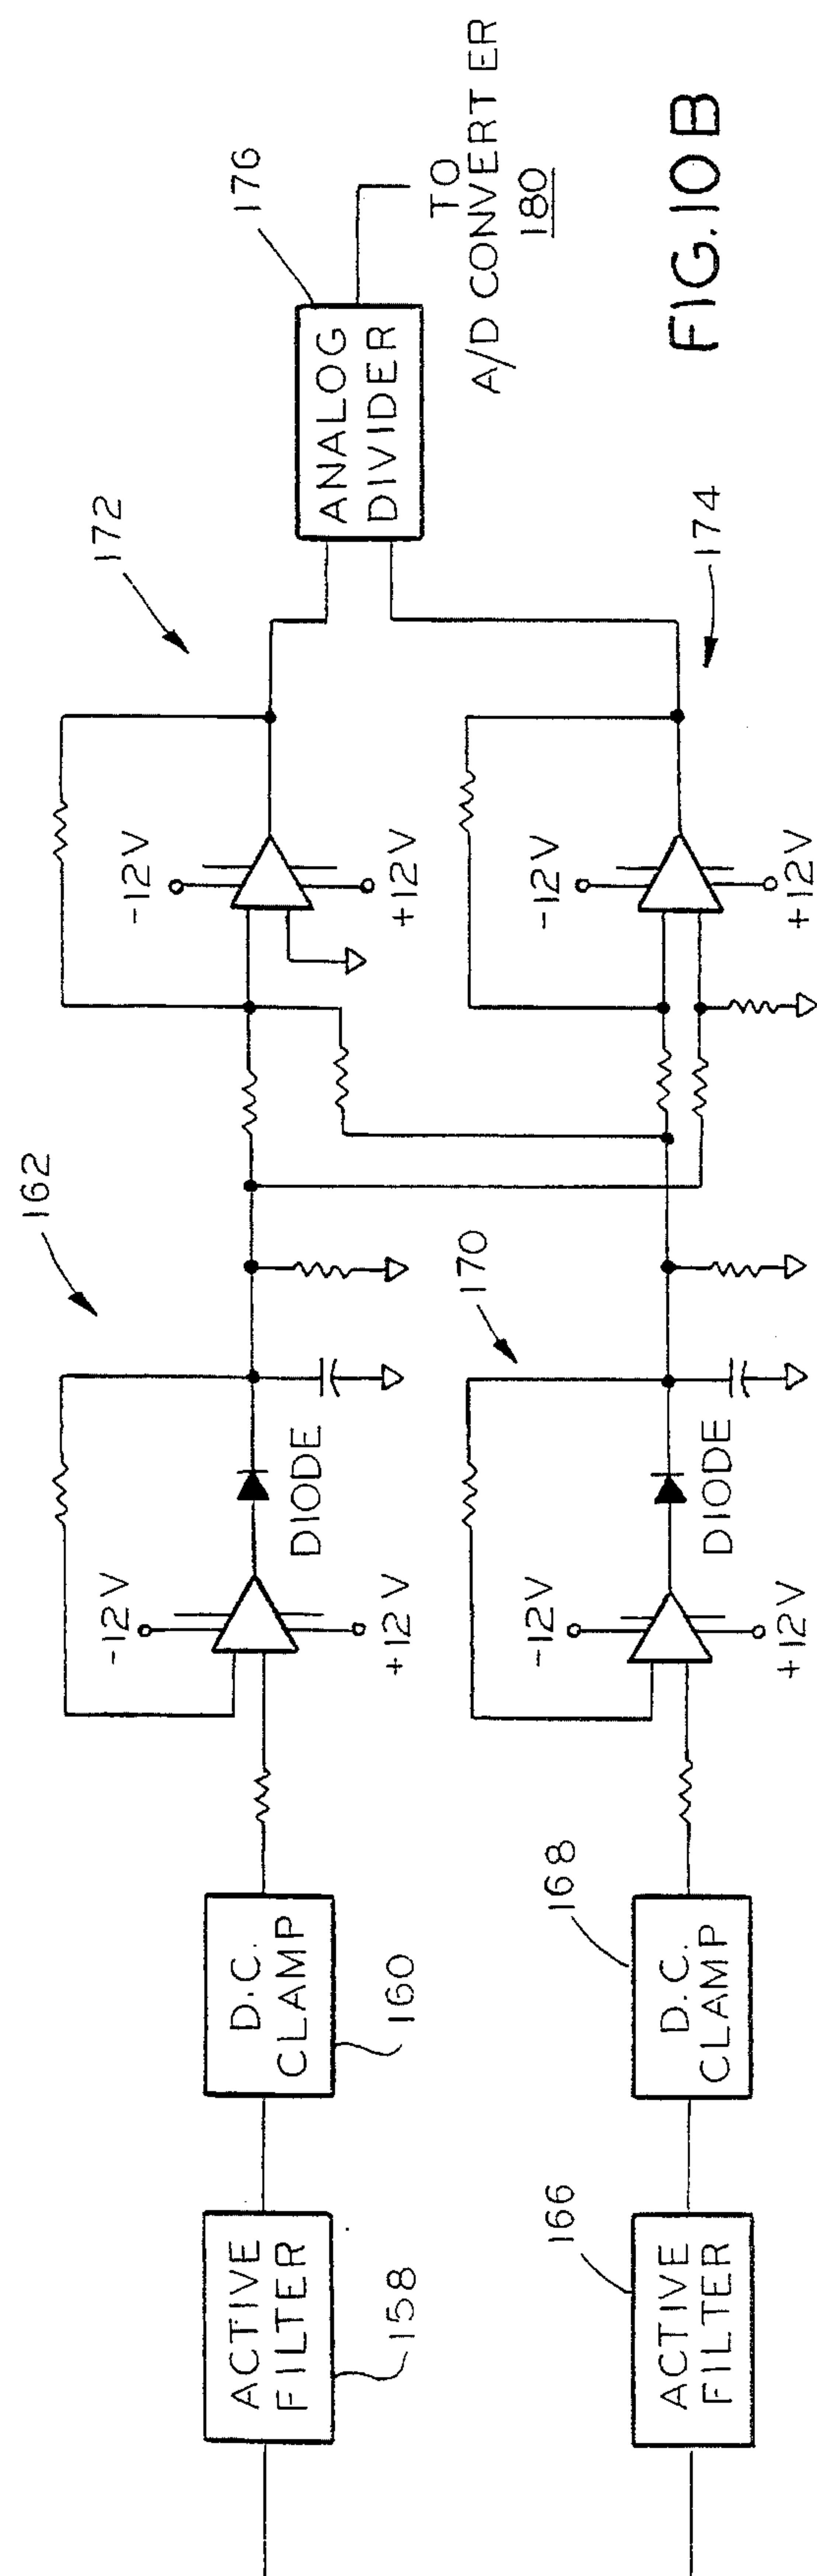 ACTIVE
FILTER
158
D.C.
CLAMP
160
-12V
+12V
DIODE
162
-12V
+12V
172
ANALOG
DIVIDER
176
TO
A/D CONVERTER
180
ACTIVE
FILTER
166
D.C.
CLAMP
168
-12V
+12V
DIODE
170
-12V
+12V
174
FIG.10B